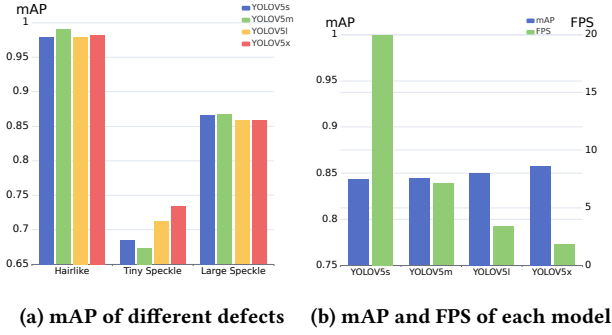 mAP
YOLOV5s
YOLOV5m
YOLOV5l
YOLOV5x
1
0.95
0.9
0.85
0.8
0.75
0.7
0.65
Hairlike Tiny Speckle Large Speckle
(a) mAP of different defects
mAP FPS
mAP
FPS
1 20
0.95 15
0.9 10
0.85 5
0.8 0
0.75
YOLOV5s YOLOV5m YOLOV5l YOLOV5x
(b) mAP and FPS of each model